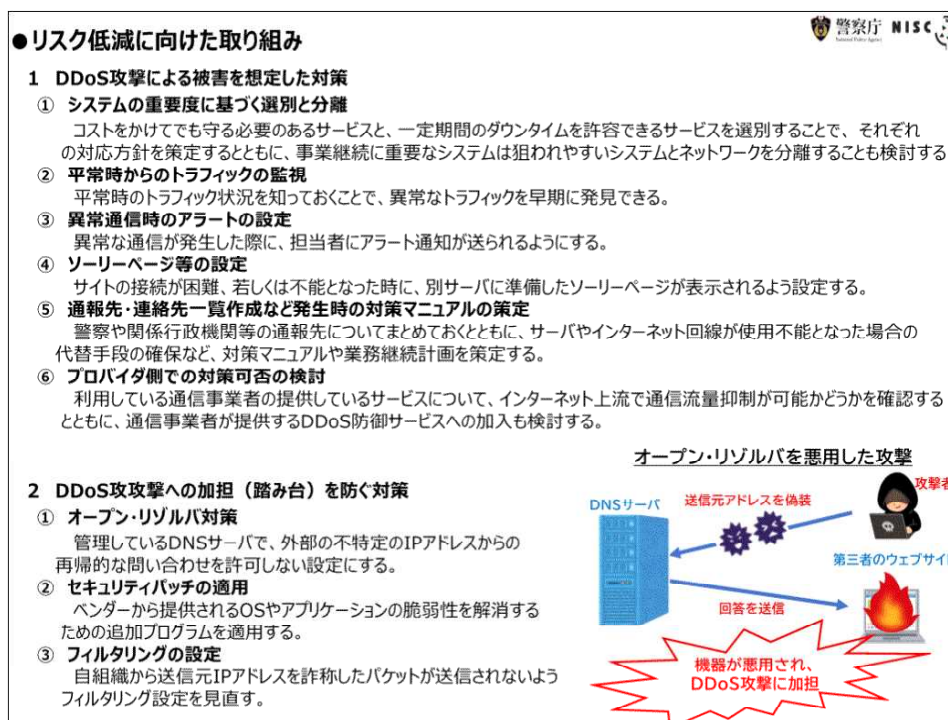 ●リスク低減に向けた取り組み
警察庁
National Police Agency
NISC
1 DDoS攻撃による被害を想定した対策
① システムの重要度に基づく選別と分離
コストをかけてでも守る必要のあるサービスと、一定期間のダウンタイムを許容できるサービスを選別することで、それぞれ
の対応方針を策定するとともに、事業継続に重要なシステムは狙われやすいシステムとネットワークを分離することも検討する
② 平常時からのトラフィックの監視
平常時のトラフィック状況を知っておくことで、異常なトラフィックを早期に発見できる。
③ 異常通信時のアラートの設定
異常な通信が発生した際に、担当者にアラート通知が送られるようにする。
④ ソーリーページ等の設定
サイトの接続が困難、若しくは不能となった時に、別サーバに準備したソーリーページが表示されるよう設定する。
⑤ 通報先・連絡先一覧作成など発生時の対策マニュアルの策定
警察や関係行政機関等の通報先についてまとめておくとともに、サーバやインターネット回線が使用不能となった場合の
代替手段の確保など、対策マニュアルや業務継続計画を策定する。
⑥ プロバイダ側での対策可否の検討
利用している通信事業者の提供しているサービスについて、インターネット上流で通信流量抑制が可能かどうかを確認する
とともに、通信事業者が提供するDDoS防御サービスへの加入も検討する。
2 DDoS攻攻撃への加担（踏み台）を防ぐ対策
① オープン・リゾルバ対策
管理しているDNSサーバで、外部の不特定のIPアドレスからの
再帰的な問い合わせを許可しない設定にする。
② セキュリティパッチの適用
ベンダーから提供されるOSやアプリケーションの脆弱性を解消する
ための追加プログラムを適用する。
③ フィルタリングの設定
自組織から送信元IPアドレスを詐称したパケットが送信されないよう
フィルタリング設定を見直す。
オープン・リゾルバを悪用した攻撃
DNSサーバ
送信元アドレスを偽装
攻撃者
第三者のウェブサイ
回答を送信
機器が悪用され、
DDoS攻撃に加担